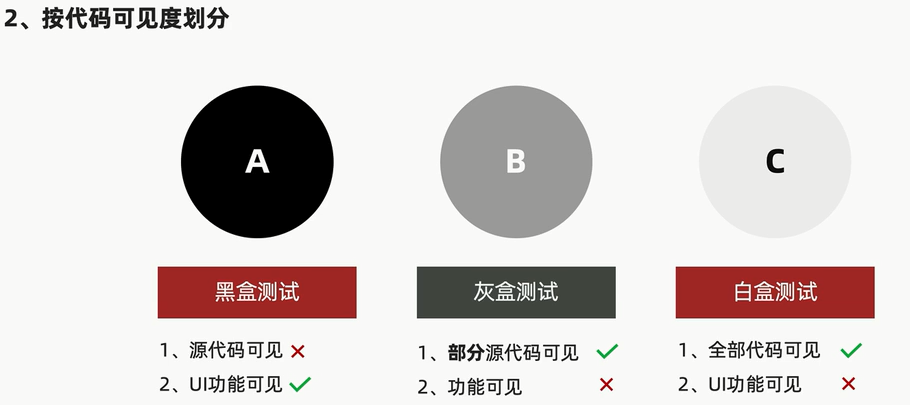 2、按代码可见度划分
A
B
C
黑盒测试
灰盒测试
白盒测试
1、源代码可见 ×
2、UI功能可见 ✓
1、部分源代码可见 ✓
2、功能可见 ×
1、全部代码可见 ✓
2、UI功能可见 ×